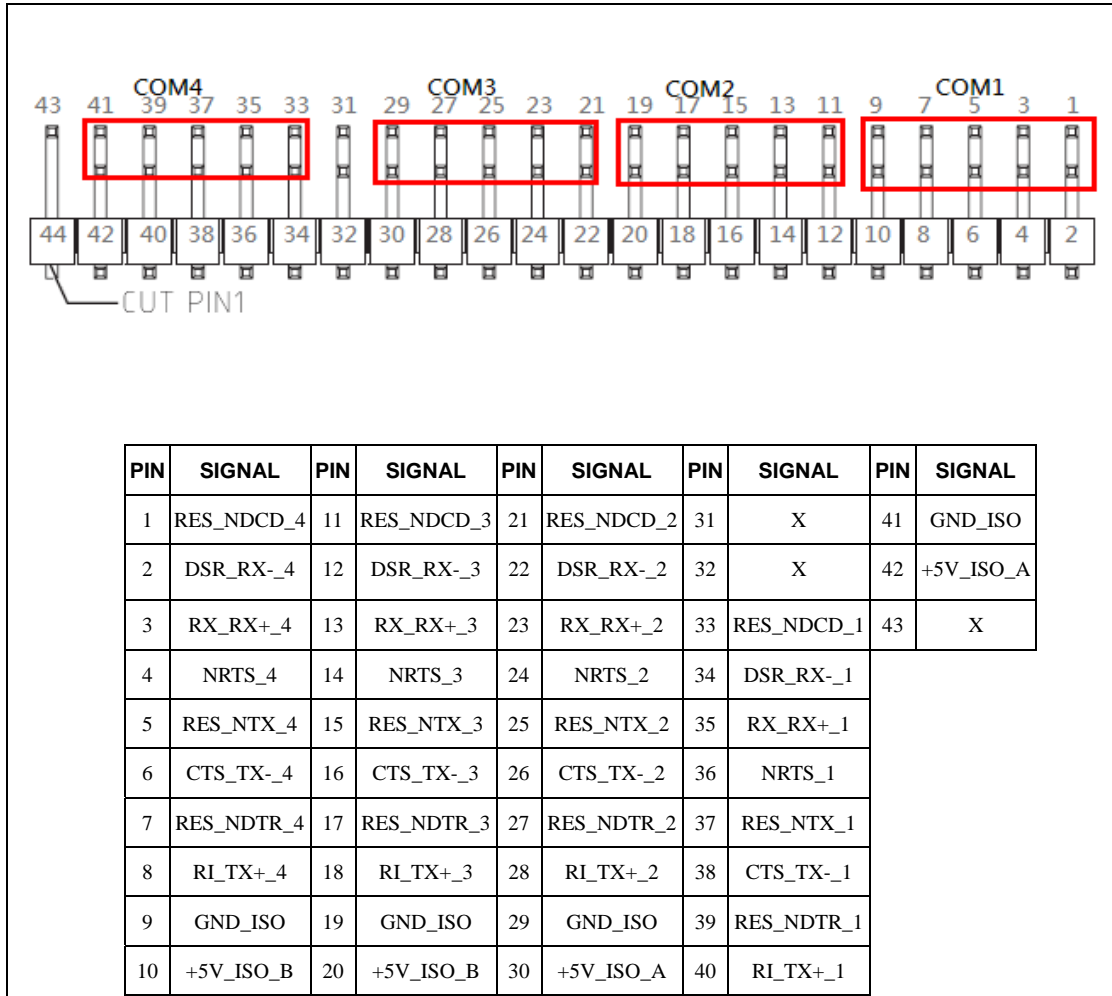 COM4 COM3 COM2 COM1
43 41 39 37 35 33 31 29 27 25 23 21 19 17 15 13 11 9 7 5 3 1
44 42 40 38 36 34 32 30 28 26 24 22 20 18 16 14 12 10 8 6 4 2
CUT PIN1
PIN SIGNAL PIN SIGNAL PIN SIGNAL PIN SIGNAL PIN SIGNAL
1 RES_NDCD_4 11 RES_NDCD_3 21 RES_NDCD_2 31 X 41 GND_ISO
2 DSR_RX-_4 12 DSR_RX-_3 22 DSR_RX-_2 32 X 42 +5V_ISO_A
3 RX_RX+_4 13 RX_RX+_3 23 RX_RX+_2 33 RES_NDCD_1 43 X
4 NRTS_4 14 NRTS_3 24 NRTS_2 34 DSR_RX-_1
5 RES_NTX_4 15 RES_NTX_3 25 RES_NTX_2 35 RX_RX+_1
6 CTS_TX-_4 16 CTS_TX-_3 26 CTS_TX-_2 36 NRTS_1
7 RES_NDTR_4 17 RES_NDTR_3 27 RES_NDTR_2 37 RES_NTX_1
8 RI_TX+_4 18 RI_TX+_3 28 RI_TX+_2 38 CTS_TX-_1
9 GND_ISO 19 GND_ISO 29 GND_ISO 39 RES_NDTR_1
10 +5V_ISO_B 20 +5V_ISO_B 30 +5V_ISO_A 40 RI_TX+_1